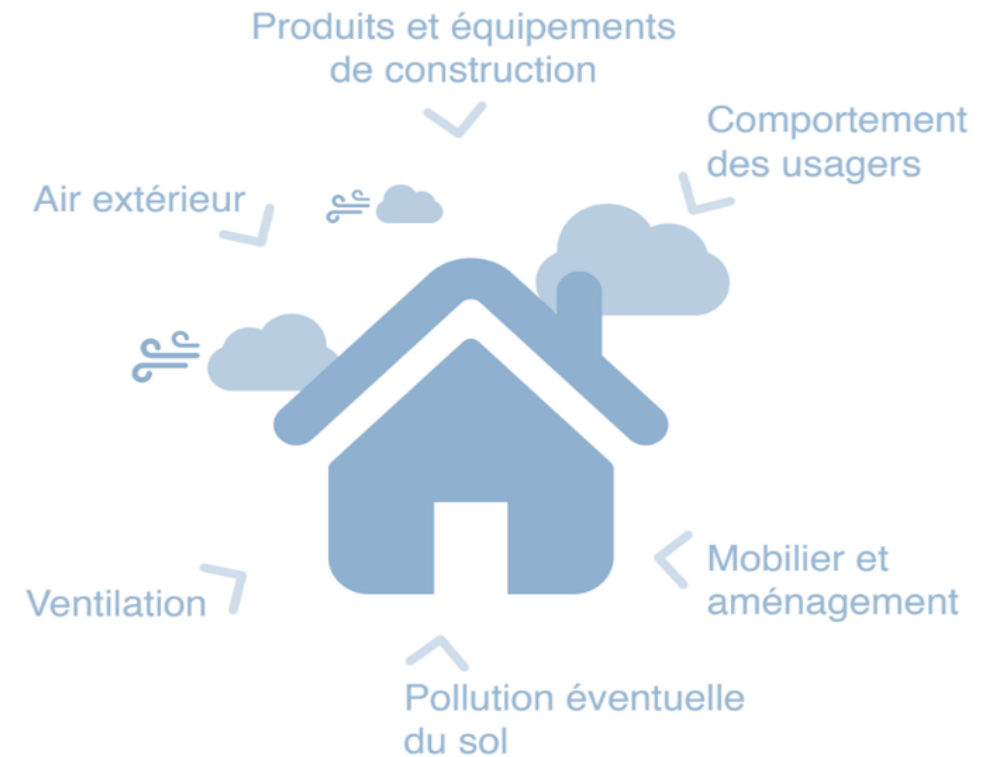 Produits et équipements
de construction
Comportement
des usagers
Air extérieur
Mobilier et
aménagement
Ventilation
Pollution éventuelle
du sol